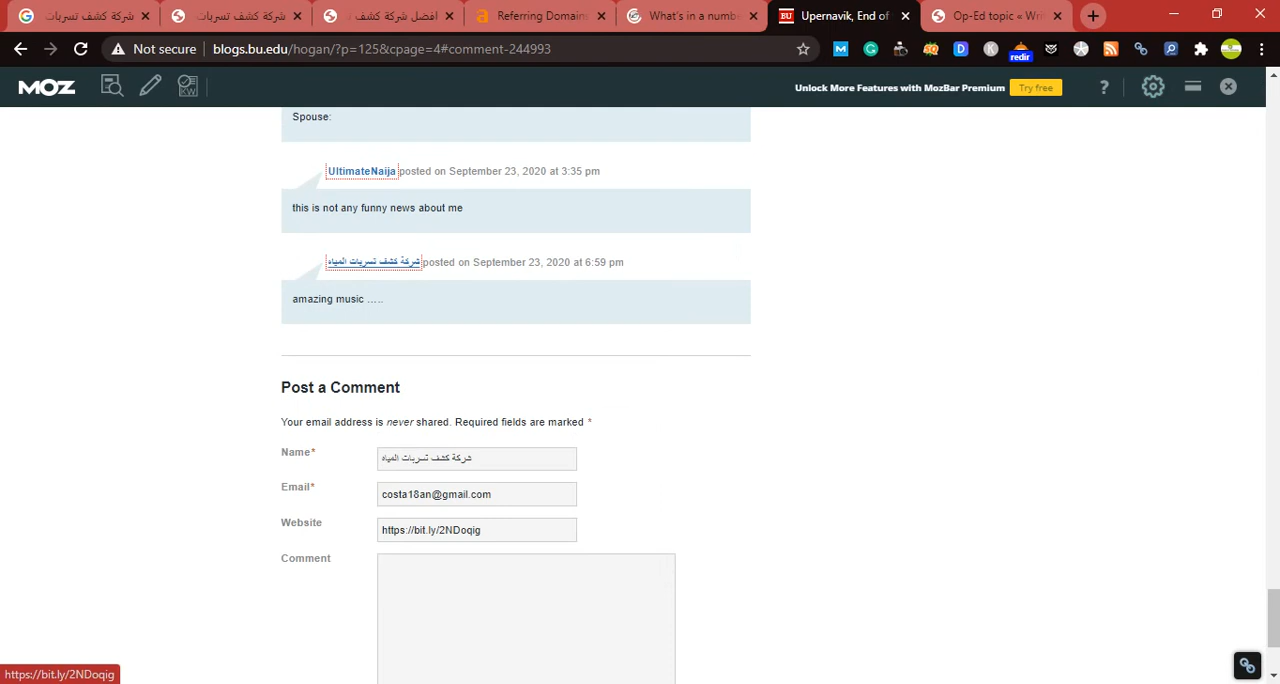 شركة كشف تسربات
شركة كشف تسربات
افضل شركة كشف
Referring Domains
What's in a numbe
BU
Upernavik, End of
Op-Ed topic « Wri
Not secure
blogs.bu.edu/hogan/?p=125&cpage=4#comment-244993
redir
MOZ
KW
Unlock More Features with MozBar Premium
Try free
?
Spouse:
UltimateNaija posted on September 23, 2020 at 3:35 pm
this is not any funny news about me
شركة كشف تسربات المياه posted on September 23, 2020 at 6:59 pm
amazing music …..
Post a Comment
Your email address is never shared. Required fields are marked *
Name*
شركة كشف تسربات المياه
Email*
costa18an@gmail.com
Website
https://bit.ly/2NDoqig
Comment
https://bit.ly/2NDoqig